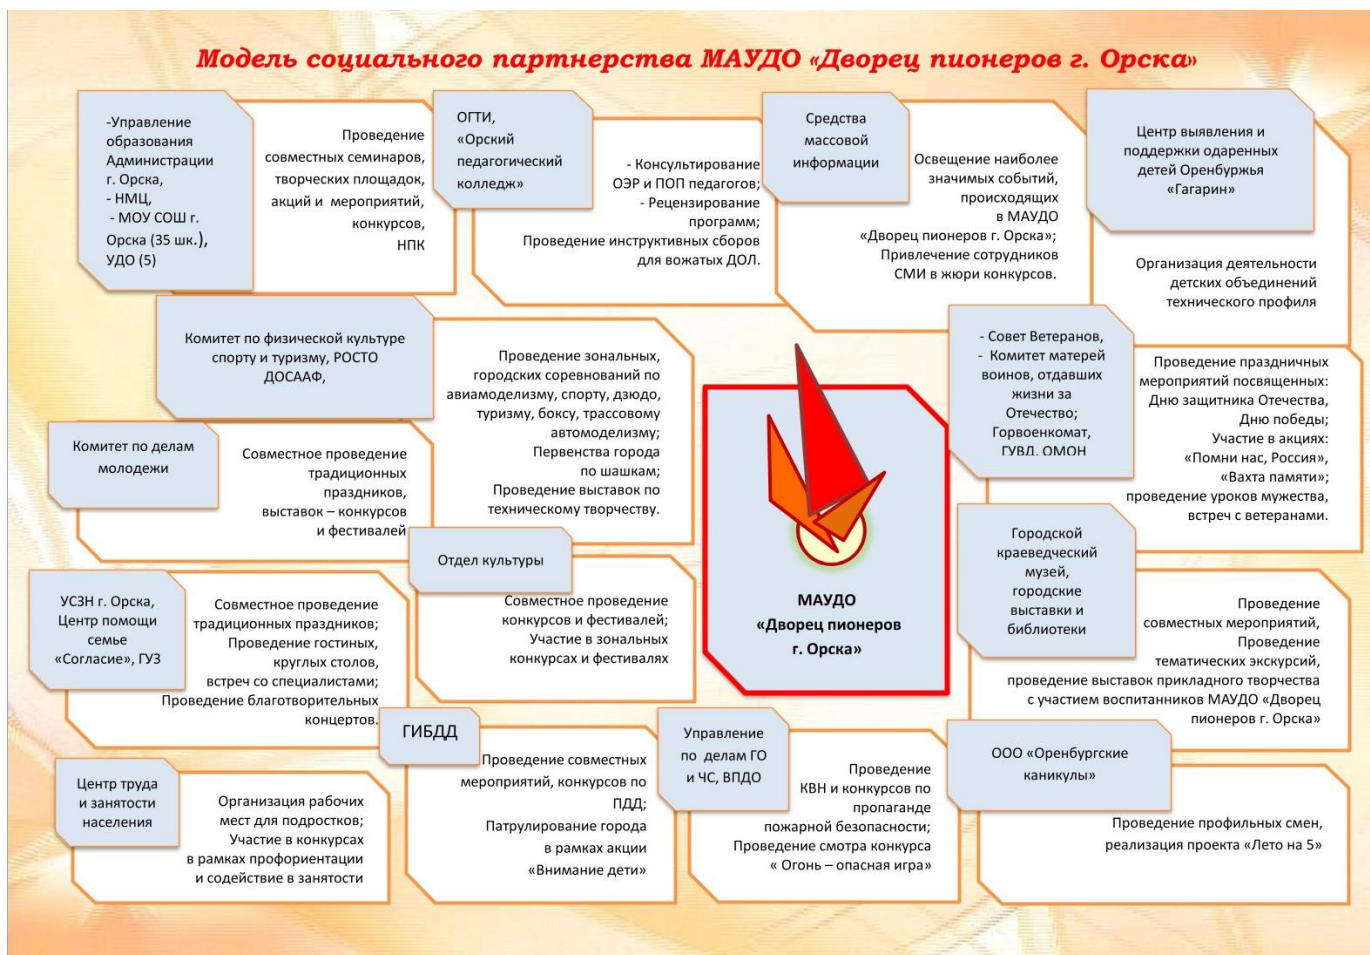 Модель социального партнерства МАУДО «Дворец пионеров г. Орска»
-Управление
образования
Администрации
г. Орска,
- НМЦ,
- МОУ СОШ г.
Орска (35 шк.),
УДО (5)
Проведение
совместных семинаров,
творческих площадок,
акций и мероприятий,
конкурсов,
НПК
ОГТИ,
«Орский
педагогический
колледж»
- Консультирование
ОЭР и ПОП педагогов;
- Рецензирование
программ;
Проведение инструктивных сборов
для вожатых ДОЛ.
Средства
массовой
информации
Освещение наиболее
значимых событий,
происходящих
в МАУДО
«Дворец пионеров г. Орска»;
Привлечение сотрудников
СМИ в жюри конкурсов.
Центр выявления и
поддержки одаренных
детей Оренбуржья
«Гагарин»
Организация деятельности
детских объединений
технического профиля
Комитет по физической культуре
спорту и туризму, РОСТО
ДОСААФ,
Проведение зональных,
городских соревнований по
авиамоделизму, спорту, дзюдо,
туризму, боксу, трассовому
автомоделизму;
Первенства города
по шашкам;
Проведение выставок по
техническому творчеству.
- Совет Ветеранов,
- Комитет матерей
воинов, отдавших
жизни за
Отечество;
Горвоенкомат,
ГУВД, ОМОН
Проведение праздничных
мероприятий посвященных:
Дню защитника Отечества,
Дню победы;
Участие в акциях:
«Помни нас, Россия»,
«Вахта памяти»;
проведение уроков мужества,
встреч с ветеранами.
Комитет по делам
молодежи
Совместное проведение
традиционных
праздников,
выставок – конкурсов
и фестивалей
Отдел культуры
Совместное проведение
конкурсов и фестивалей;
Участие в зональных
конкурсах и фестивалях
МАУДО
«Дворец пионеров
г. Орска»
Городской
краеведческий
музей,
городские
выставки и
библиотеки
Проведение
совместных мероприятий,
Проведение
тематических экскурсий,
проведение выставок прикладного творчества
с участием воспитанников МАУДО «Дворец
пионеров г. Орска»
УСЗН г. Орска,
Центр помощи
семье
«Согласие», ГУЗ
Совместное проведение
традиционных праздников;
Проведение гостиных,
круглых столов,
встреч со специалистами;
Проведение благотворительных
концертов.
ГИБДД
Проведение совместных
мероприятий, конкурсов по
ПДД;
Патрулирование города
в рамках акции
«Внимание дети»
Управление
по делам ГО
и ЧС, ВПДО
Проведение
КВН и конкурсов по
пропаганде
пожарной безопасности;
Проведение смотра конкурса
« Огонь – опасная игра»
ООО «Оренбургские
каникулы»
Проведение профильных смен,
реализация проекта «Лето на 5»
Центр труда
и занятости
населения
Организация рабочих
мест для подростков;
Участие в конкурсах
в рамках профориентации
и содействие в занятости